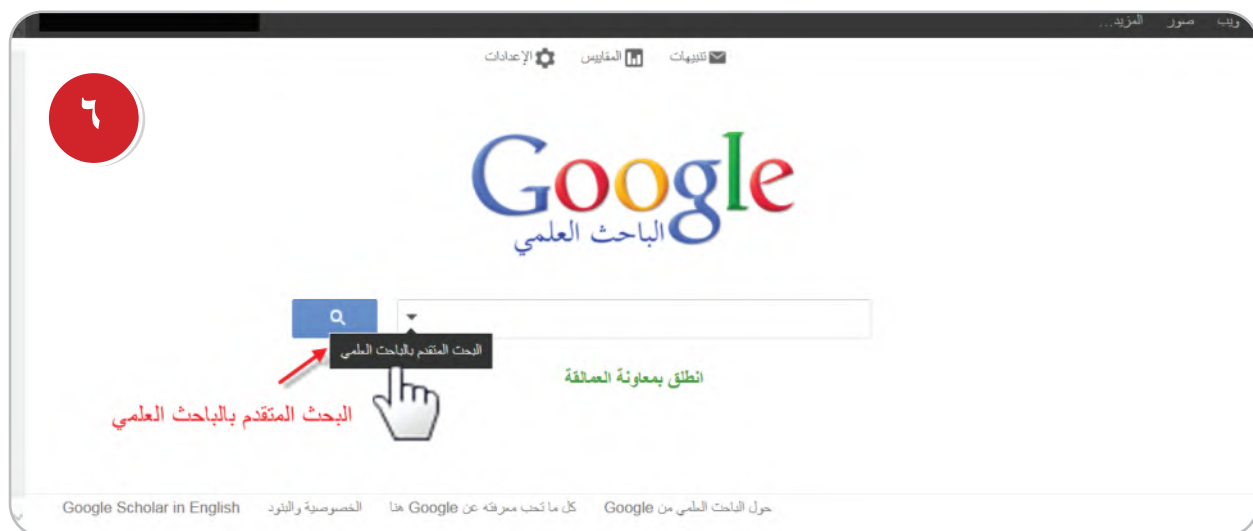 ويب صور المزيد...
تنبيهات المقاييس الإعدادات
٦
Google
الباحث العلمي
البحث المتقدم بالباحث العلمي
انطلق بمعاونة العمالقة
البحث المتقدم بالباحث العلمي
حول الباحث العلمي من Google كل ما تحب معرفته عن Google هنا الخصوصية والبنود Google Scholar in English